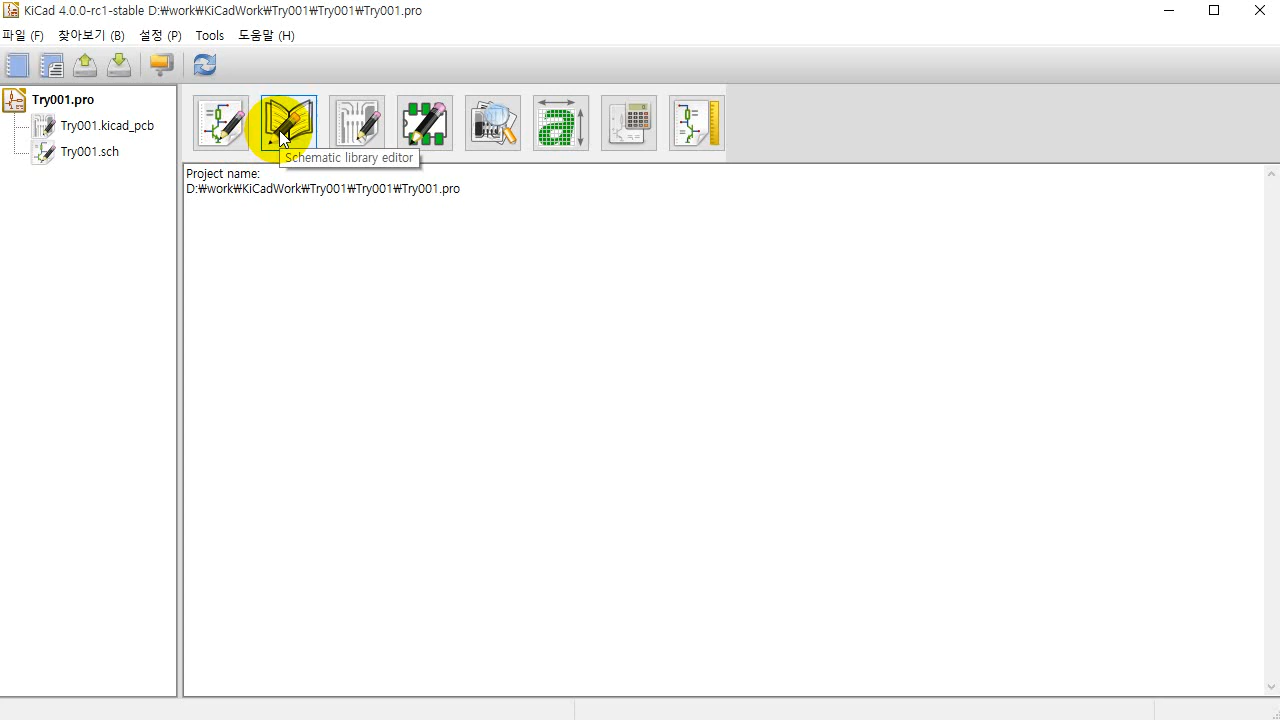 KiCad 4.0.0-rc1-stable D:₩work₩KiCadWork₩Try001₩Try001₩Try001.pro
파일 (F) 찾아보기 (B) 설정 (P) Tools 도움말 (H)
Try001.pro
Try001.kicad_pcb
Try001.sch
a
Schematic library editor
Project name:
D:₩work₩KiCadWork₩Try001₩Try001₩Try001.pro